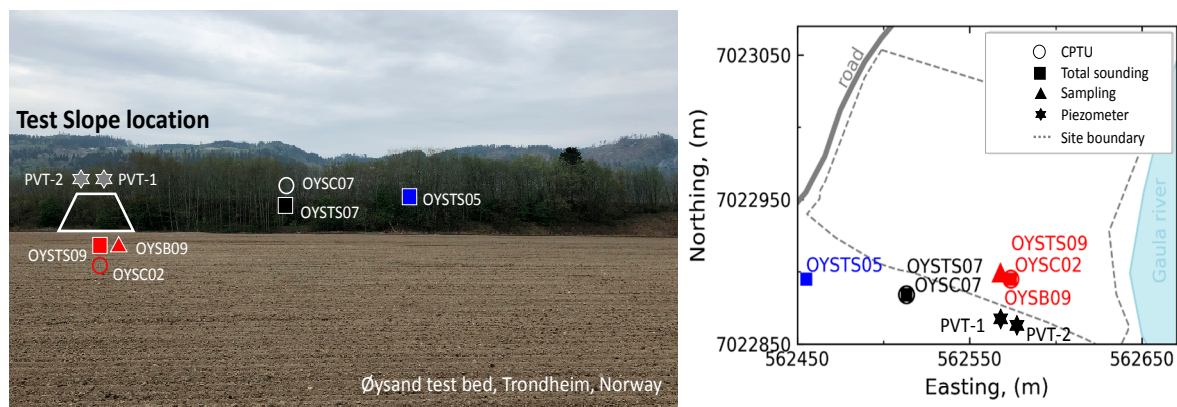 Test Slope location
PVT-2 PVT-1
OYSC07
OYSTS07
OYSTS05
OYSTS09 OYSB09
OYSC02
Øysand test bed, Trondheim, Norway
7023050
7022950
7022850
Northing, (m)
562450 562550 562650
Easting, (m)
road
CPTU
Total sounding
Sampling
Piezometer
Site boundary
Gaula river
OYSTS05
OYSTS07
OYSC07
OYSTS09
OYSC02
OYSB09
PVT-1
PVT-2